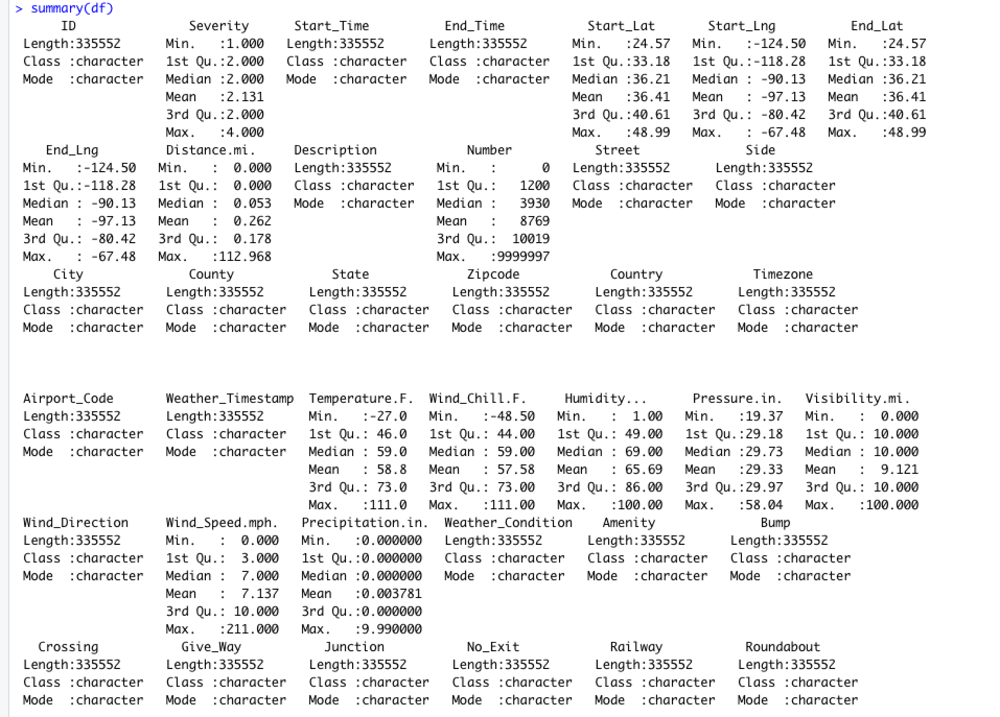 > summary(df)
      ID               Severity      Start_Time          End_Time           Start_Lat       Start_Lng          End_Lat
 Length:335552      Min.   :1.000   Length:335552      Length:335552      Min.   :24.57   Min.   :-124.50   Min.   :24.57
 Class :character   1st Qu.:2.000   Class :character   Class :character   1st Qu.:33.18   1st Qu.:-118.28   1st Qu.:33.18
 Mode  :character   Median :2.000   Mode  :character   Mode  :character   Median :36.21   Median : -90.13   Median :36.21
                    Mean   :2.131                                         Mean   :36.41   Mean   : -97.13   Mean   :36.41
                    3rd Qu.:2.000                                         3rd Qu.:40.61   3rd Qu.: -80.42   3rd Qu.:40.61
                    Max.   :4.000                                         Max.   :48.99   Max.   : -67.48   Max.   :48.99
    End_Lng         Distance.mi.     Description            Number           Street              Side
 Min.   :-124.50   Min.   :  0.000   Length:335552      Min.   :      0   Length:335552      Length:335552
 1st Qu.:-118.28   1st Qu.:  0.000   Class :character   1st Qu.:   1200   Class :character   Class :character
 Median : -90.13   Median :  0.053   Mode  :character   Median :   3930   Mode  :character   Mode  :character
 Mean   : -97.13   Mean   :  0.262                      Mean   :   8769
 3rd Qu.: -80.42   3rd Qu.:  0.178                      3rd Qu.:  10019
 Max.   : -67.48   Max.   :112.968                      Max.   :9999997
     City              County             State             Zipcode            Country            Timezone
 Length:335552      Length:335552      Length:335552      Length:335552      Length:335552      Length:335552
 Class :character   Class :character   Class :character   Class :character   Class :character   Class :character
 Mode  :character   Mode  :character   Mode  :character   Mode  :character   Mode  :character   Mode  :character
 Airport_Code       Weather_Timestamp  Temperature.F.  Wind_Chill.F.     Humidity...      Pressure.in.   Visibility.mi.
 Length:335552      Length:335552      Min.   :-27.0   Min.   :-48.50   Min.   :  1.00   Min.   :19.37   Min.   :  0.000
 Class :character   Class :character   1st Qu.: 46.0   1st Qu.: 44.00   1st Qu.: 49.00   1st Qu.:29.18   1st Qu.: 10.000
 Mode  :character   Mode  :character   Median : 59.0   Median : 59.00   Median : 69.00   Median :29.73   Median : 10.000
                                       Mean   : 58.8   Mean   : 57.58   Mean   : 65.69   Mean   :29.33   Mean   :  9.121
                                       3rd Qu.: 73.0   3rd Qu.: 73.00   3rd Qu.: 86.00   3rd Qu.:29.97   3rd Qu.: 10.000
                                       Max.   :111.0   Max.   :111.00   Max.   :100.00   Max.   :58.04   Max.   :100.000
 Wind_Direction     Wind_Speed.mph.   Precipitation.in.  Weather_Condition    Amenity              Bump
 Length:335552      Min.   :  0.000   Min.   :0.000000   Length:335552      Length:335552      Length:335552
 Class :character   1st Qu.:  3.000   1st Qu.:0.000000   Class :character   Class :character   Class :character
 Mode  :character   Median :  7.000   Median :0.000000   Mode  :character   Mode  :character   Mode  :character
                    Mean   :  7.137   Mean   :0.003781
                    3rd Qu.: 10.000   3rd Qu.:0.000000
                    Max.   :211.000   Max.   :9.990000
   Crossing           Give_Way           Junction           No_Exit            Railway           Roundabout
 Length:335552      Length:335552      Length:335552      Length:335552      Length:335552      Length:335552
 Class :character   Class :character   Class :character   Class :character   Class :character   Class :character
 Mode  :character   Mode  :character   Mode  :character   Mode  :character   Mode  :character   Mode  :character